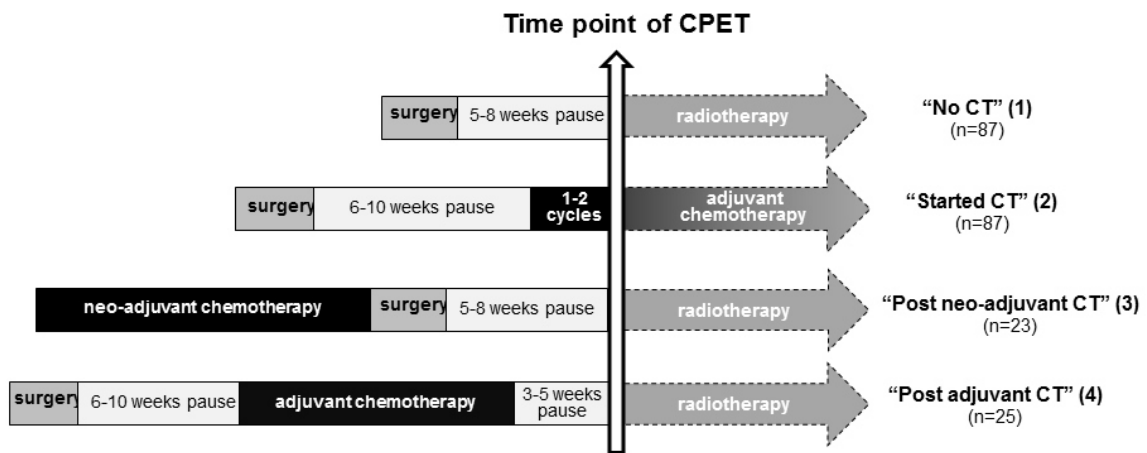 Time point of CPET
surgery 5-8 weeks pause radiotherapy “No CT” (1)
(n=87)
surgery 6-10 weeks pause 1-2 cycles adjuvant chemotherapy “Started CT” (2)
(n=87)
neo-adjuvant chemotherapy surgery 5-8 weeks pause radiotherapy “Post neo-adjuvant CT” (3)
(n=23)
surgery 6-10 weeks pause adjuvant chemotherapy 3-5 weeks pause radiotherapy “Post adjuvant CT” (4)
(n=25)